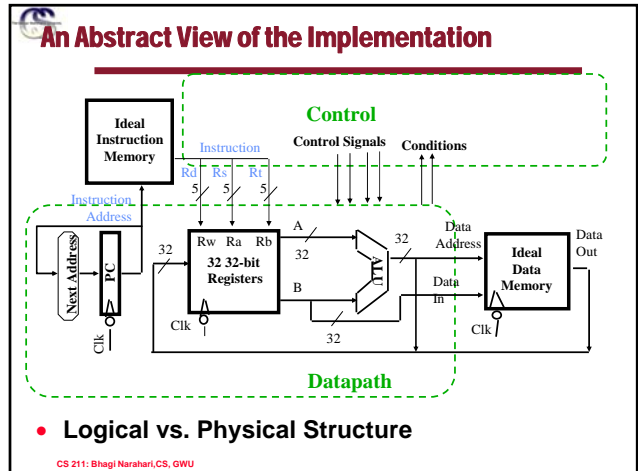 An Abstract View of the Implementation
Control
Ideal
Instruction
Memory
Instruction
Control Signals
Conditions
Rd
Rs
Rt
5
5
5
Instruction
Address
32
Rw
Ra
Rb
32 32-bit
Registers
A
32
B
32
ALU
32
Data
Address
Data
In
Ideal
Data
Memory
Data
Out
Next Address
PC
Clk
Clk
Clk
Datapath
• Logical vs. Physical Structure
CS 211: Bhagi Narahari,CS, GWU